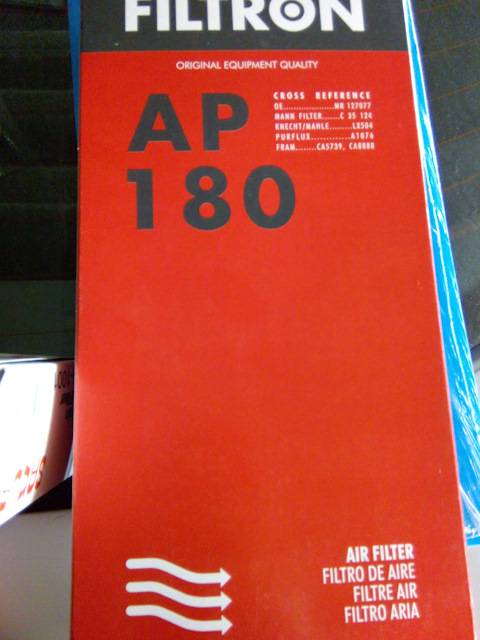 FILTRON
ORIGINAL EQUIPMENT QUALITY
AP
180
CROSS REFERENCE
OE....................MR 127077
MANN FILTER.......C 35 124
KNECHT/MAHLE.........LX504
PURFLUX..............A1076
FRAM........CA5739, CA8888
AIR FILTER
FILTRO DE AIRE
FILTRE AIR
FILTRO ARIA